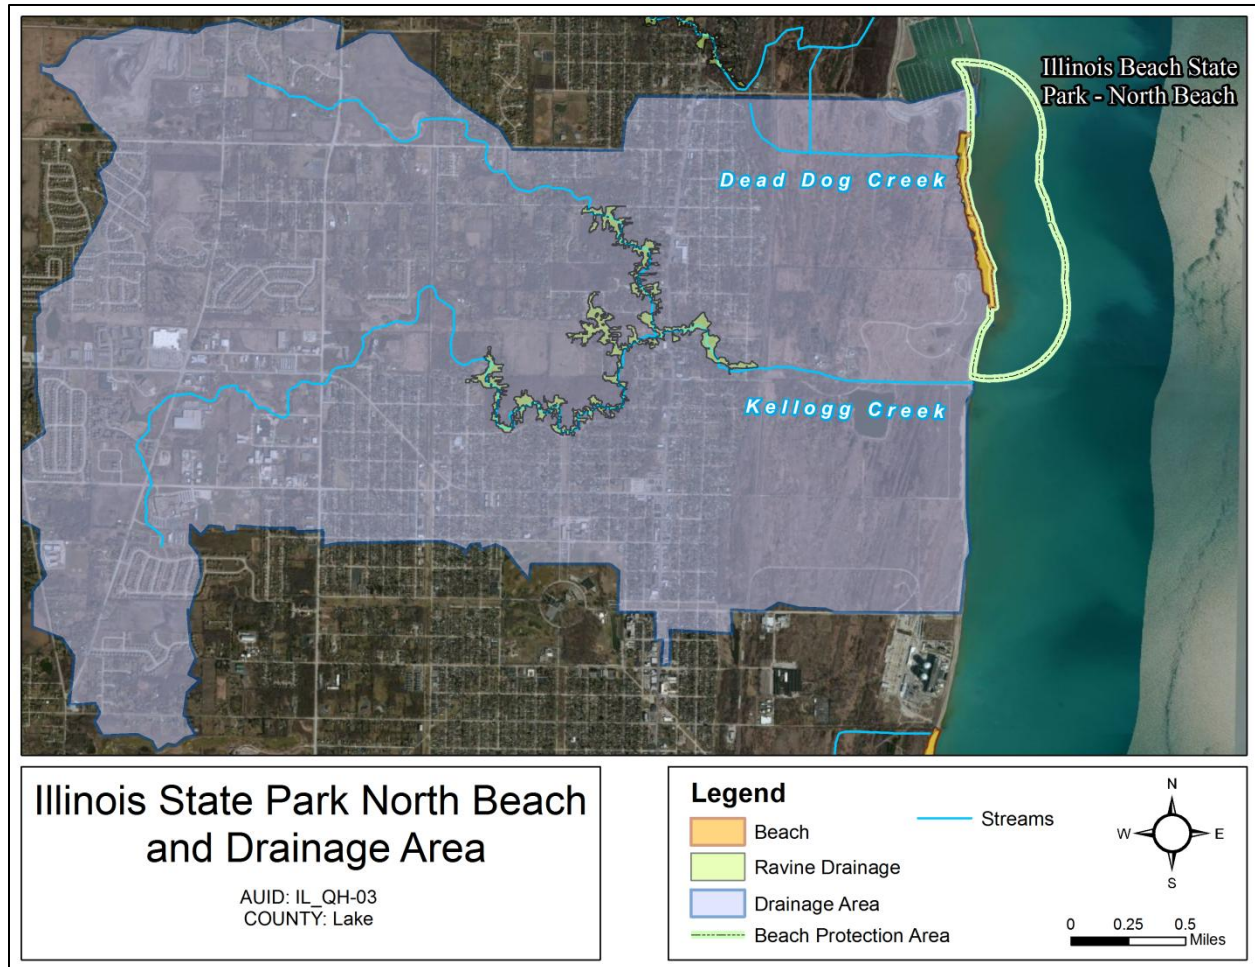 Illinois Beach State
Park - North Beach
Dead Dog Creek
Kellogg Creek
Illinois State Park North Beach
and Drainage Area
AUID: IL_QH-03
COUNTY: Lake
Legend
Beach
Ravine Drainage
Drainage Area
Beach Protection Area
Streams
N
W E
S
0 0.25 0.5
Miles